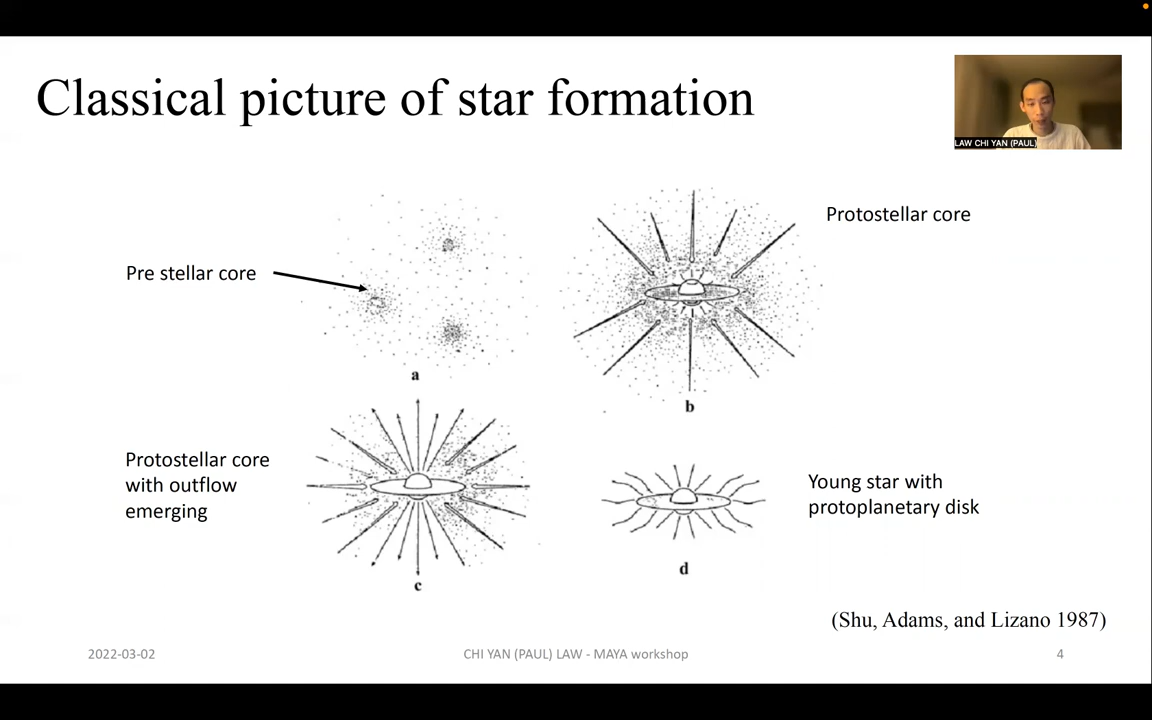 Classical picture of star formation
LAW CHI YAN (PAUL)
Protostellar core
Pre stellar core
a
b
Protostellar core
with outflow
emerging
Young star with
protoplanetary disk
d
c
(Shu, Adams, and Lizano 1987)
2022-03-02
CHI YAN (PAUL) LAW - MAYA workshop
4